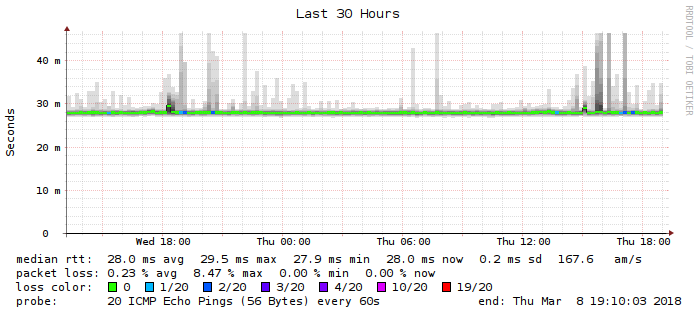 Last 30 Hours
RRDTOOL / TOBI OETIKER
Seconds
40 m
30 m
20 m
10 m
0
Wed 18:00 Thu 00:00 Thu 06:00 Thu 12:00 Thu 18:00
median rtt: 28.0 ms avg 29.5 ms max 27.9 ms min 28.0 ms now 0.2 ms sd 167.6 am/s
packet loss: 0.23 % avg 8.47 % max 0.00 % min 0.00 % now
loss color: 0 1/20 2/20 3/20 4/20 10/20 19/20
probe: 20 ICMP Echo Pings (56 Bytes) every 60s end: Thu Mar 8 19:10:03 2018